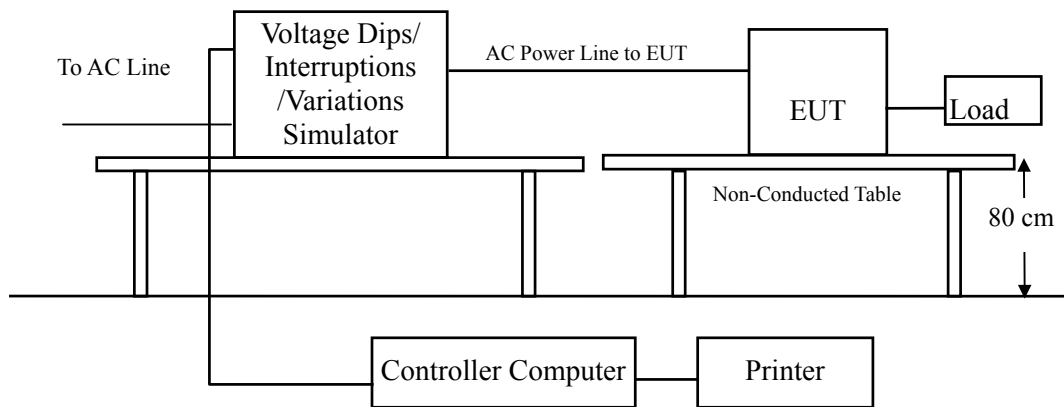 To AC Line
Voltage Dips/
Interruptions
/Variations
Simulator
AC Power Line to EUT
EUT
Load
Non-Conducted Table
80 cm
Controller Computer
Printer